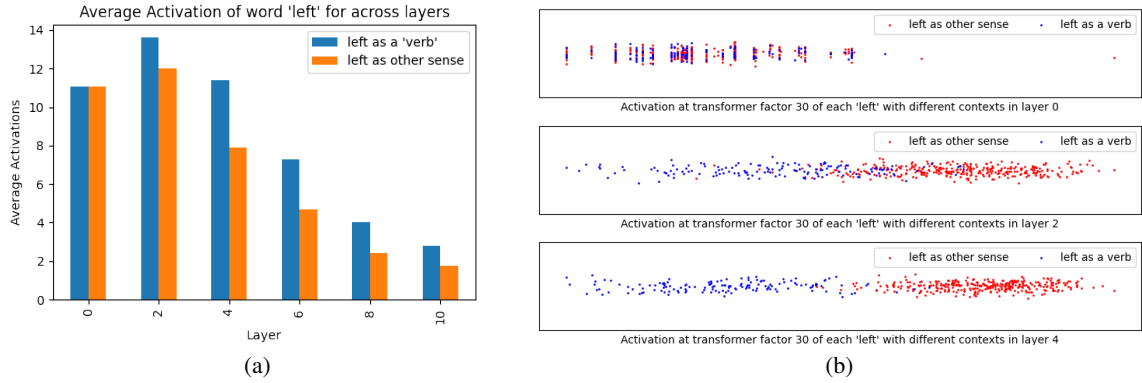 Average Activation of word 'left' for across layers
left as a 'verb'
left as other sense
Average Activations
14
12
10
8
6
4
2
0
0 2 4 6 8 10
Layer
(a)
left as other sense left as a verb
Activation at transformer factor 30 of each 'left' with different contexts in layer 0
left as other sense left as a verb
Activation at transformer factor 30 of each 'left' with different contexts in layer 2
left as other sense left as a verb
Activation at transformer factor 30 of each 'left' with different contexts in layer 4
(b)